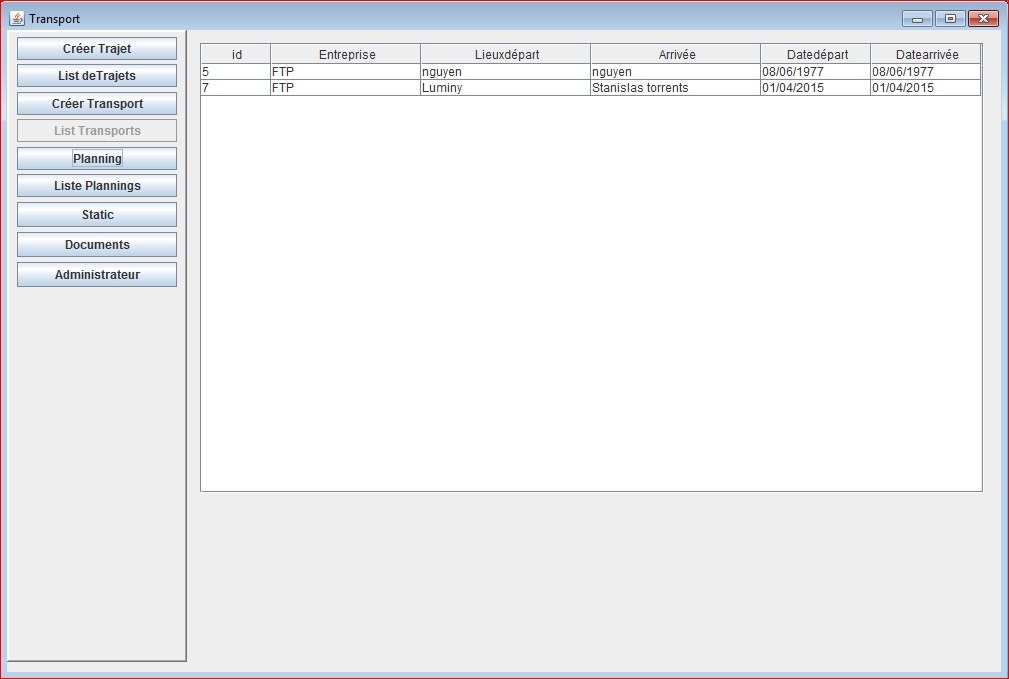 Transport
Créer Trajet
List deTrajets
Créer Transport
List Transports
Planning
Liste Plannings
Static
Documents
Administrateur
id Entreprise Lieuxdépart Arrivée Datedépart Datearrivée
5 FTP nguyen nguyen 08/06/1977 08/06/1977
7 FTP Luminy Stanislas torrents 01/04/2015 01/04/2015